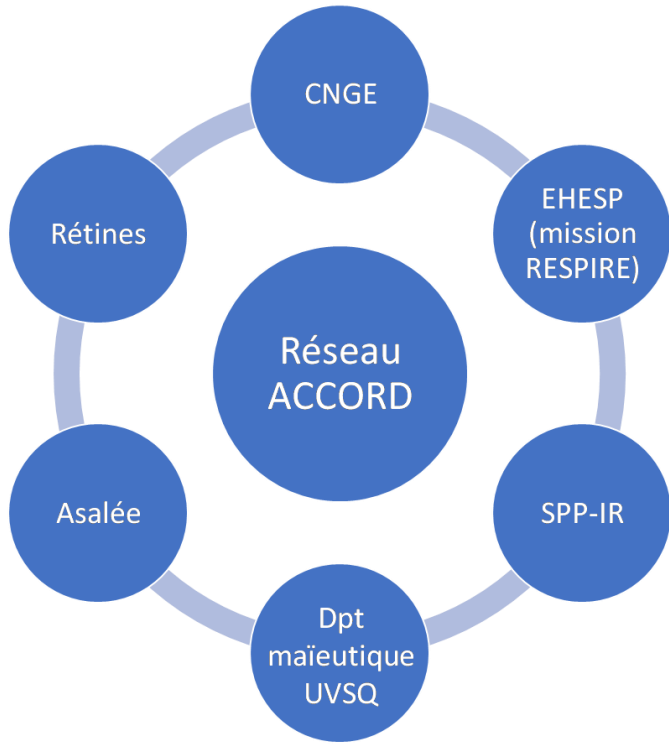 CNGE
Rétines
EHESP
(mission
RESPIRE)
Réseau
ACCORD
Asalée
SPP-IR
Dpt
maïeutique
UVSQ